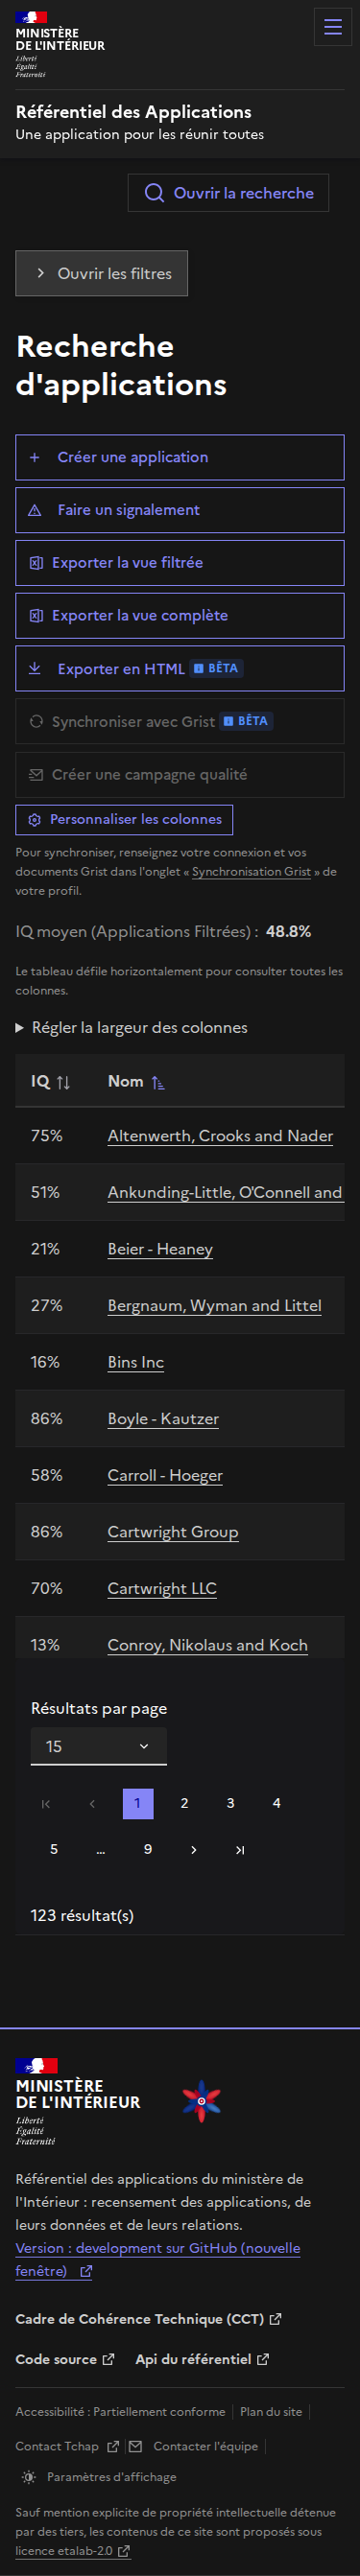 MINISTÈRE
DE L'INTÉRIEUR
Liberté
Égalité
Fraternité
Référentiel des Applications
Une application pour les réunir toutes
Ouvrir la recherche
Ouvrir les filtres
Recherche
d'applications
Créer une application
Faire un signalement
Exporter la vue filtrée
Exporter la vue complète
Exporter en HTML BÊTA
Synchroniser avec Grist BÊTA
Créer une campagne qualité
Personnaliser les colonnes
Pour synchroniser, renseignez votre connexion et vos
documents Grist dans l'onglet « Synchronisation Grist » de
votre profil.
IQ moyen (Applications Filtrées) : 48.8%
Le tableau défile horizontalement pour consulter toutes les
colonnes.
Régler la largeur des colonnes
IQ Nom
75% Altenwerth, Crooks and Nader
51% Ankunding-Little, O'Connell and
21% Beier - Heaney
27% Bergnaum, Wyman and Littel
16% Bins Inc
86% Boyle - Kautzer
58% Carroll - Hoeger
86% Cartwright Group
70% Cartwright LLC
13% Conroy, Nikolaus and Koch
Résultats par page
15
1 2 3 4
5 … 9
123 résultat(s)
MINISTÈRE
DE L'INTÉRIEUR
Liberté
Égalité
Fraternité
Référentiel des applications du ministère de
l'Intérieur : recensement des applications, de
leurs données et de leurs relations.
Version : development sur GitHub (nouvelle
fenêtre)
Cadre de Cohérence Technique (CCT)
Code source Api du référentiel
Accessibilité : Partiellement conforme Plan du site
Contact Tchap Contacter l'équipe
Paramètres d'affichage
Sauf mention explicite de propriété intellectuelle détenue
par des tiers, les contenus de ce site sont proposés sous
licence etalab-2.0